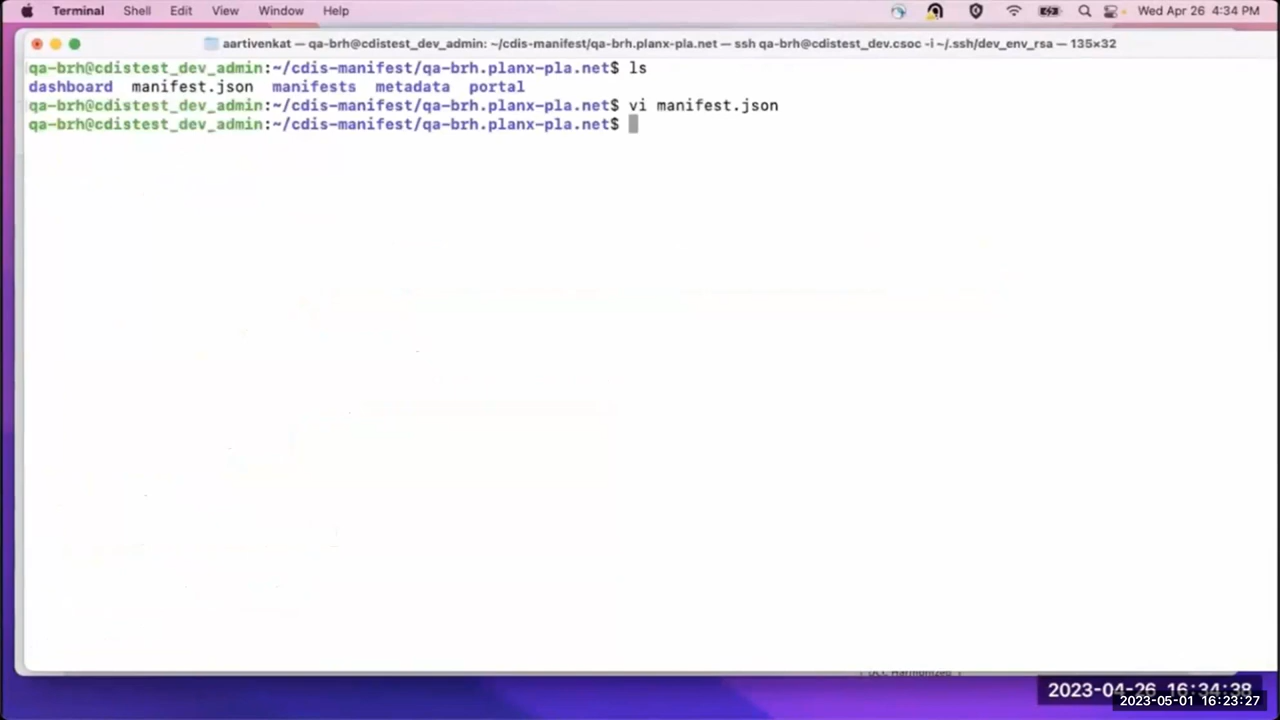 Terminal Shell Edit View Window Help Wed Apr 26 4:34 PM
aartivenkat — qa-brh@cdistest_dev_admin: ~/cdis-manifest/qa-brh.planx-pla.net — ssh qa-brh@cdistest_dev.csoc -i ~/.ssh/dev_env_rsa — 135×32
qa-brh@cdistest_dev_admin:~/cdis-manifest/qa-brh.planx-pla.net$ ls
dashboard manifest.json manifests metadata portal
qa-brh@cdistest_dev_admin:~/cdis-manifest/qa-brh.planx-pla.net$ vi manifest.json
qa-brh@cdistest_dev_admin:~/cdis-manifest/qa-brh.planx-pla.net$
2023-04-26 16:34:38
2023-05-01 16:23:27